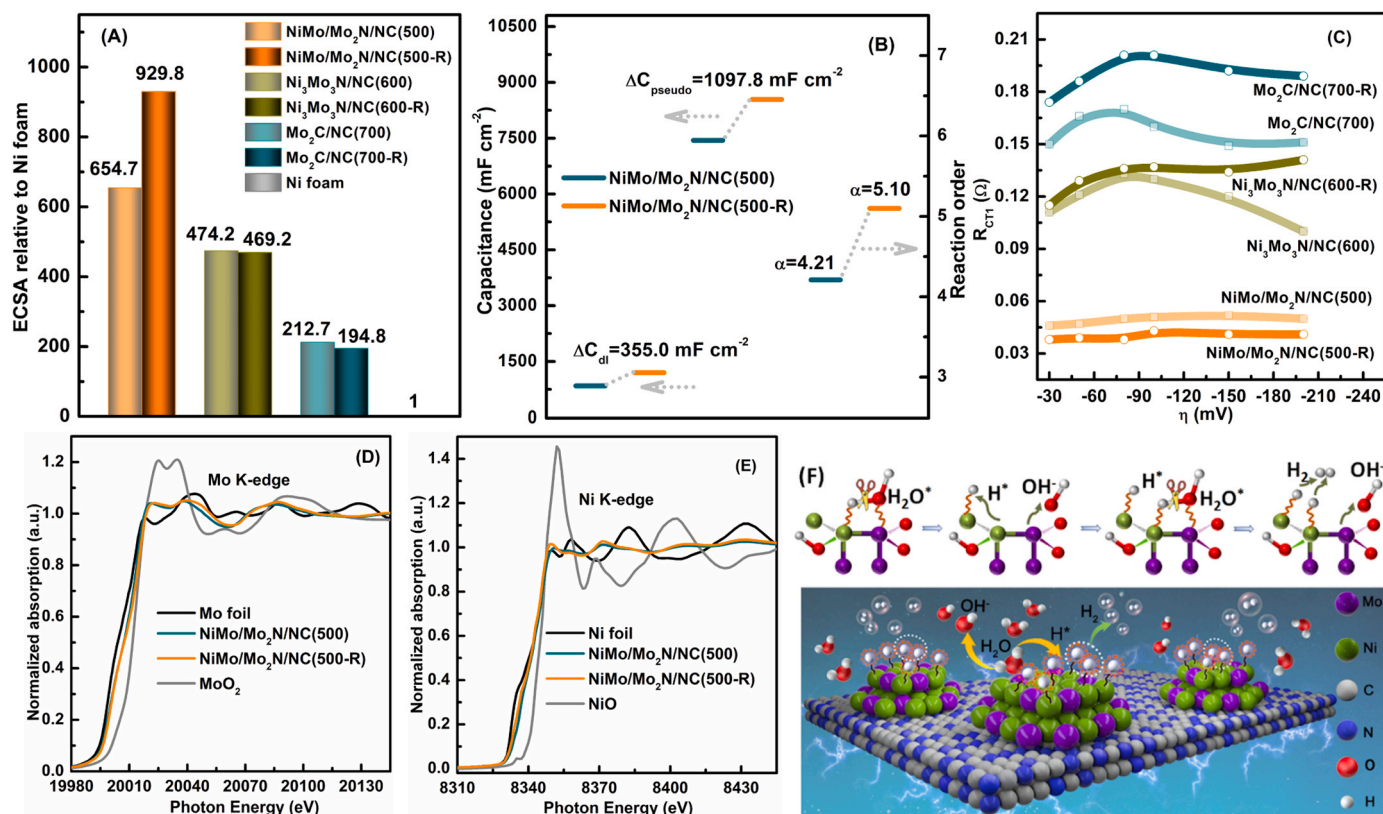 (A)
ECSA relative to Ni foam
1000
800
600
400
200
0
654.7
929.8
474.2
469.2
212.7
194.8
1
NiMo/Mo₂N/NC(500)
NiMo/Mo₂N/NC(500-R)
Ni₃Mo₃N/NC(600)
Ni₃Mo₃N/NC(600-R)
Mo₂C/NC(700)
Mo₂C/NC(700-R)
Ni foam
(B)
Capacitance (mF cm⁻²)
10500
9000
7500
6000
4500
3000
1500
0
ΔC_pseudo=1097.8 mF cm⁻²
NiMo/Mo₂N/NC(500)
NiMo/Mo₂N/NC(500-R)
α=5.10
α=4.21
ΔC_dl=355.0 mF cm⁻²
7
6
5
4
3
Reaction order
(C)
R_CT1 (Ω)
0.21
0.18
0.15
0.12
0.09
0.06
0.03
Mo₂C/NC(700-R)
Mo₂C/NC(700)
Ni₃Mo₃N/NC(600-R)
Ni₃Mo₃N/NC(600)
NiMo/Mo₂N/NC(500)
NiMo/Mo₂N/NC(500-R)
-30 -60 -90 -120 -150 -180 -210 -240
η (mV)
(D)
Mo K-edge
Normalized absorption (a.u.)
1.2
1.0
0.8
0.6
0.4
0.2
0.0
Mo foil
NiMo/Mo₂N/NC(500)
NiMo/Mo₂N/NC(500-R)
MoO₂
19980 20010 20040 20070 20100 20130
Photon Energy (eV)
(E)
Ni K-edge
Normalized absorption (a.u.)
1.4
1.2
1.0
0.8
0.6
0.4
0.2
0.0
Ni foil
NiMo/Mo₂N/NC(500)
NiMo/Mo₂N/NC(500-R)
NiO
8310 8340 8370 8400 8430
Photon Energy (eV)
(F)
H₂O*
H*
OH⁻
H*
H₂O*
H₂
OH⁻
OH⁻
H₂O
H*
H₂
Mo
Ni
C
N
O
H